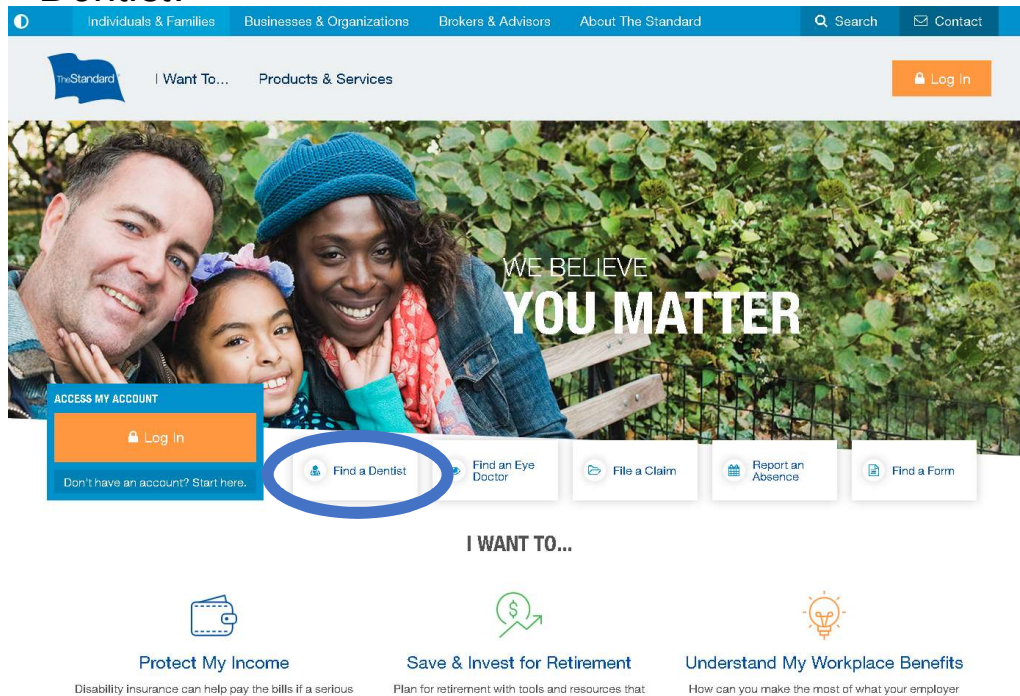 Dentist.
Individuals & Families Businesses & Organizations Brokers & Advisors About The Standard Search Contact
TheStandard I Want To... Products & Services Log In
WE BELIEVE
YOU MATTER
ACCESS MY ACCOUNT
Log In
Don't have an account? Start here.
Find a Dentist
Find an Eye
Doctor
File a Claim
Report an
Absence
Find a Form
I WANT TO...
Protect My Income
Disability insurance can help pay the bills if a serious
Save & Invest for Retirement
Plan for retirement with tools and resources that
Understand My Workplace Benefits
How can you make the most of what your employer